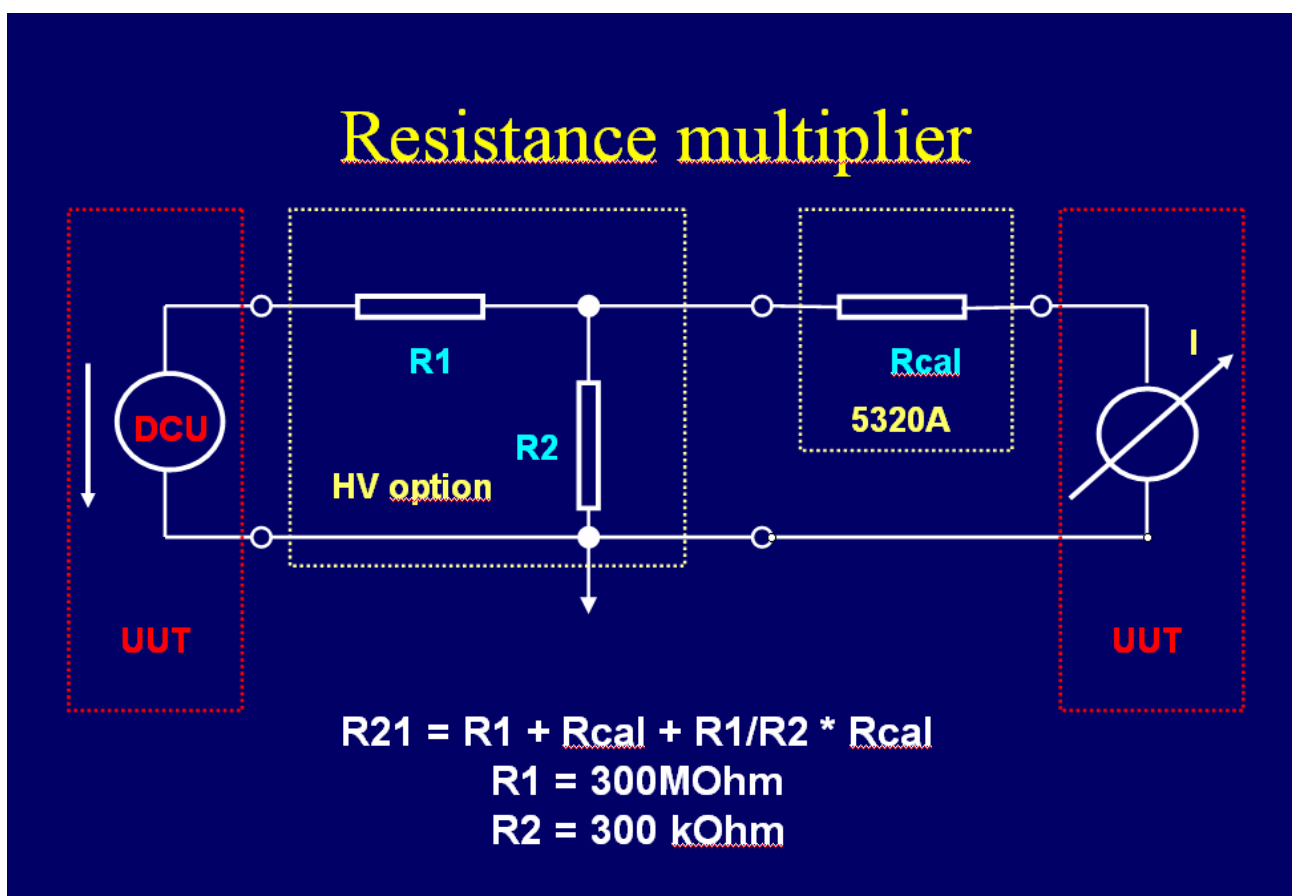 Resistance multiplier
I
R1
Rcal
DCU
5320A
R2
HV option
UUT
UUT
R21 = R1 + Rcal + R1/R2 * Rcal
R1 = 300MOhm
R2 = 300 kOhm